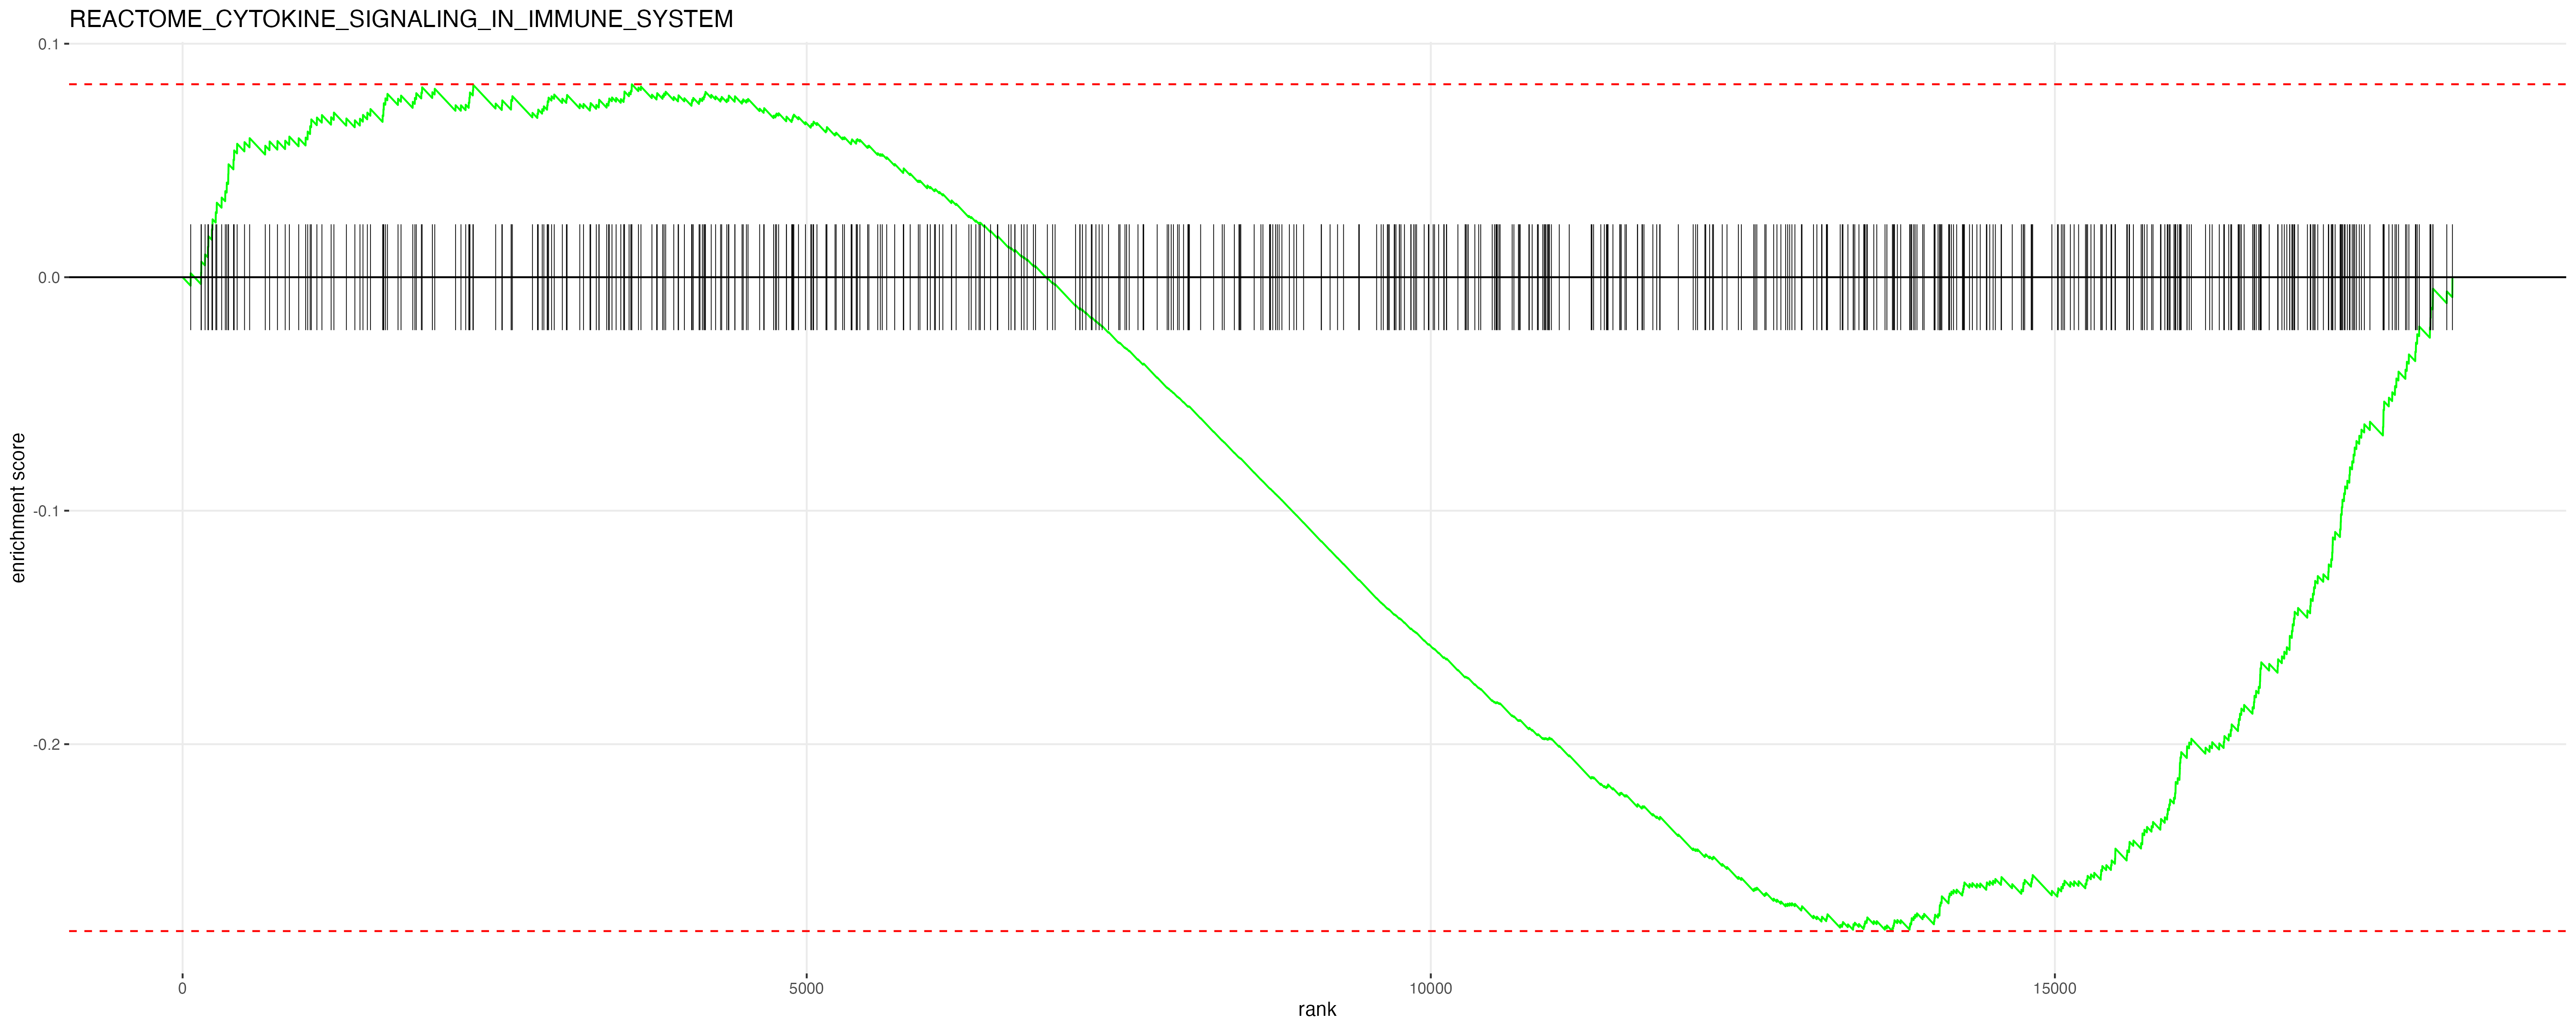 REACTOME_CYTOKINE_SIGNALING_IN_IMMUNE_SYSTEM
0.1
0.0
-0.1
-0.2
enrichment score
0 5000 10000 15000
rank